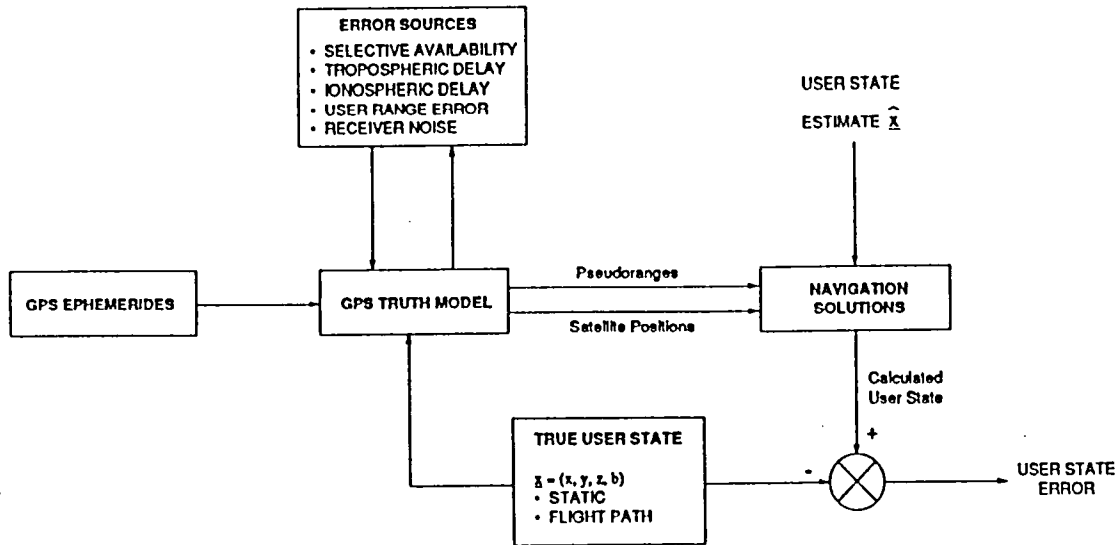 ERROR SOURCES
• SELECTIVE AVAILABILITY
• TROPOSPHERIC DELAY
• IONOSPHERIC DELAY
• USER RANGE ERROR
• RECEIVER NOISE
USER STATE
ESTIMATE x̂
GPS EPHEMERIDES
GPS TRUTH MODEL
Pseudoranges
Satellite Positions
NAVIGATION
SOLUTIONS
Calculated
User State
+
-
TRUE USER STATE
x = (x, y, z, b)
• STATIC
• FLIGHT PATH
USER STATE
ERROR